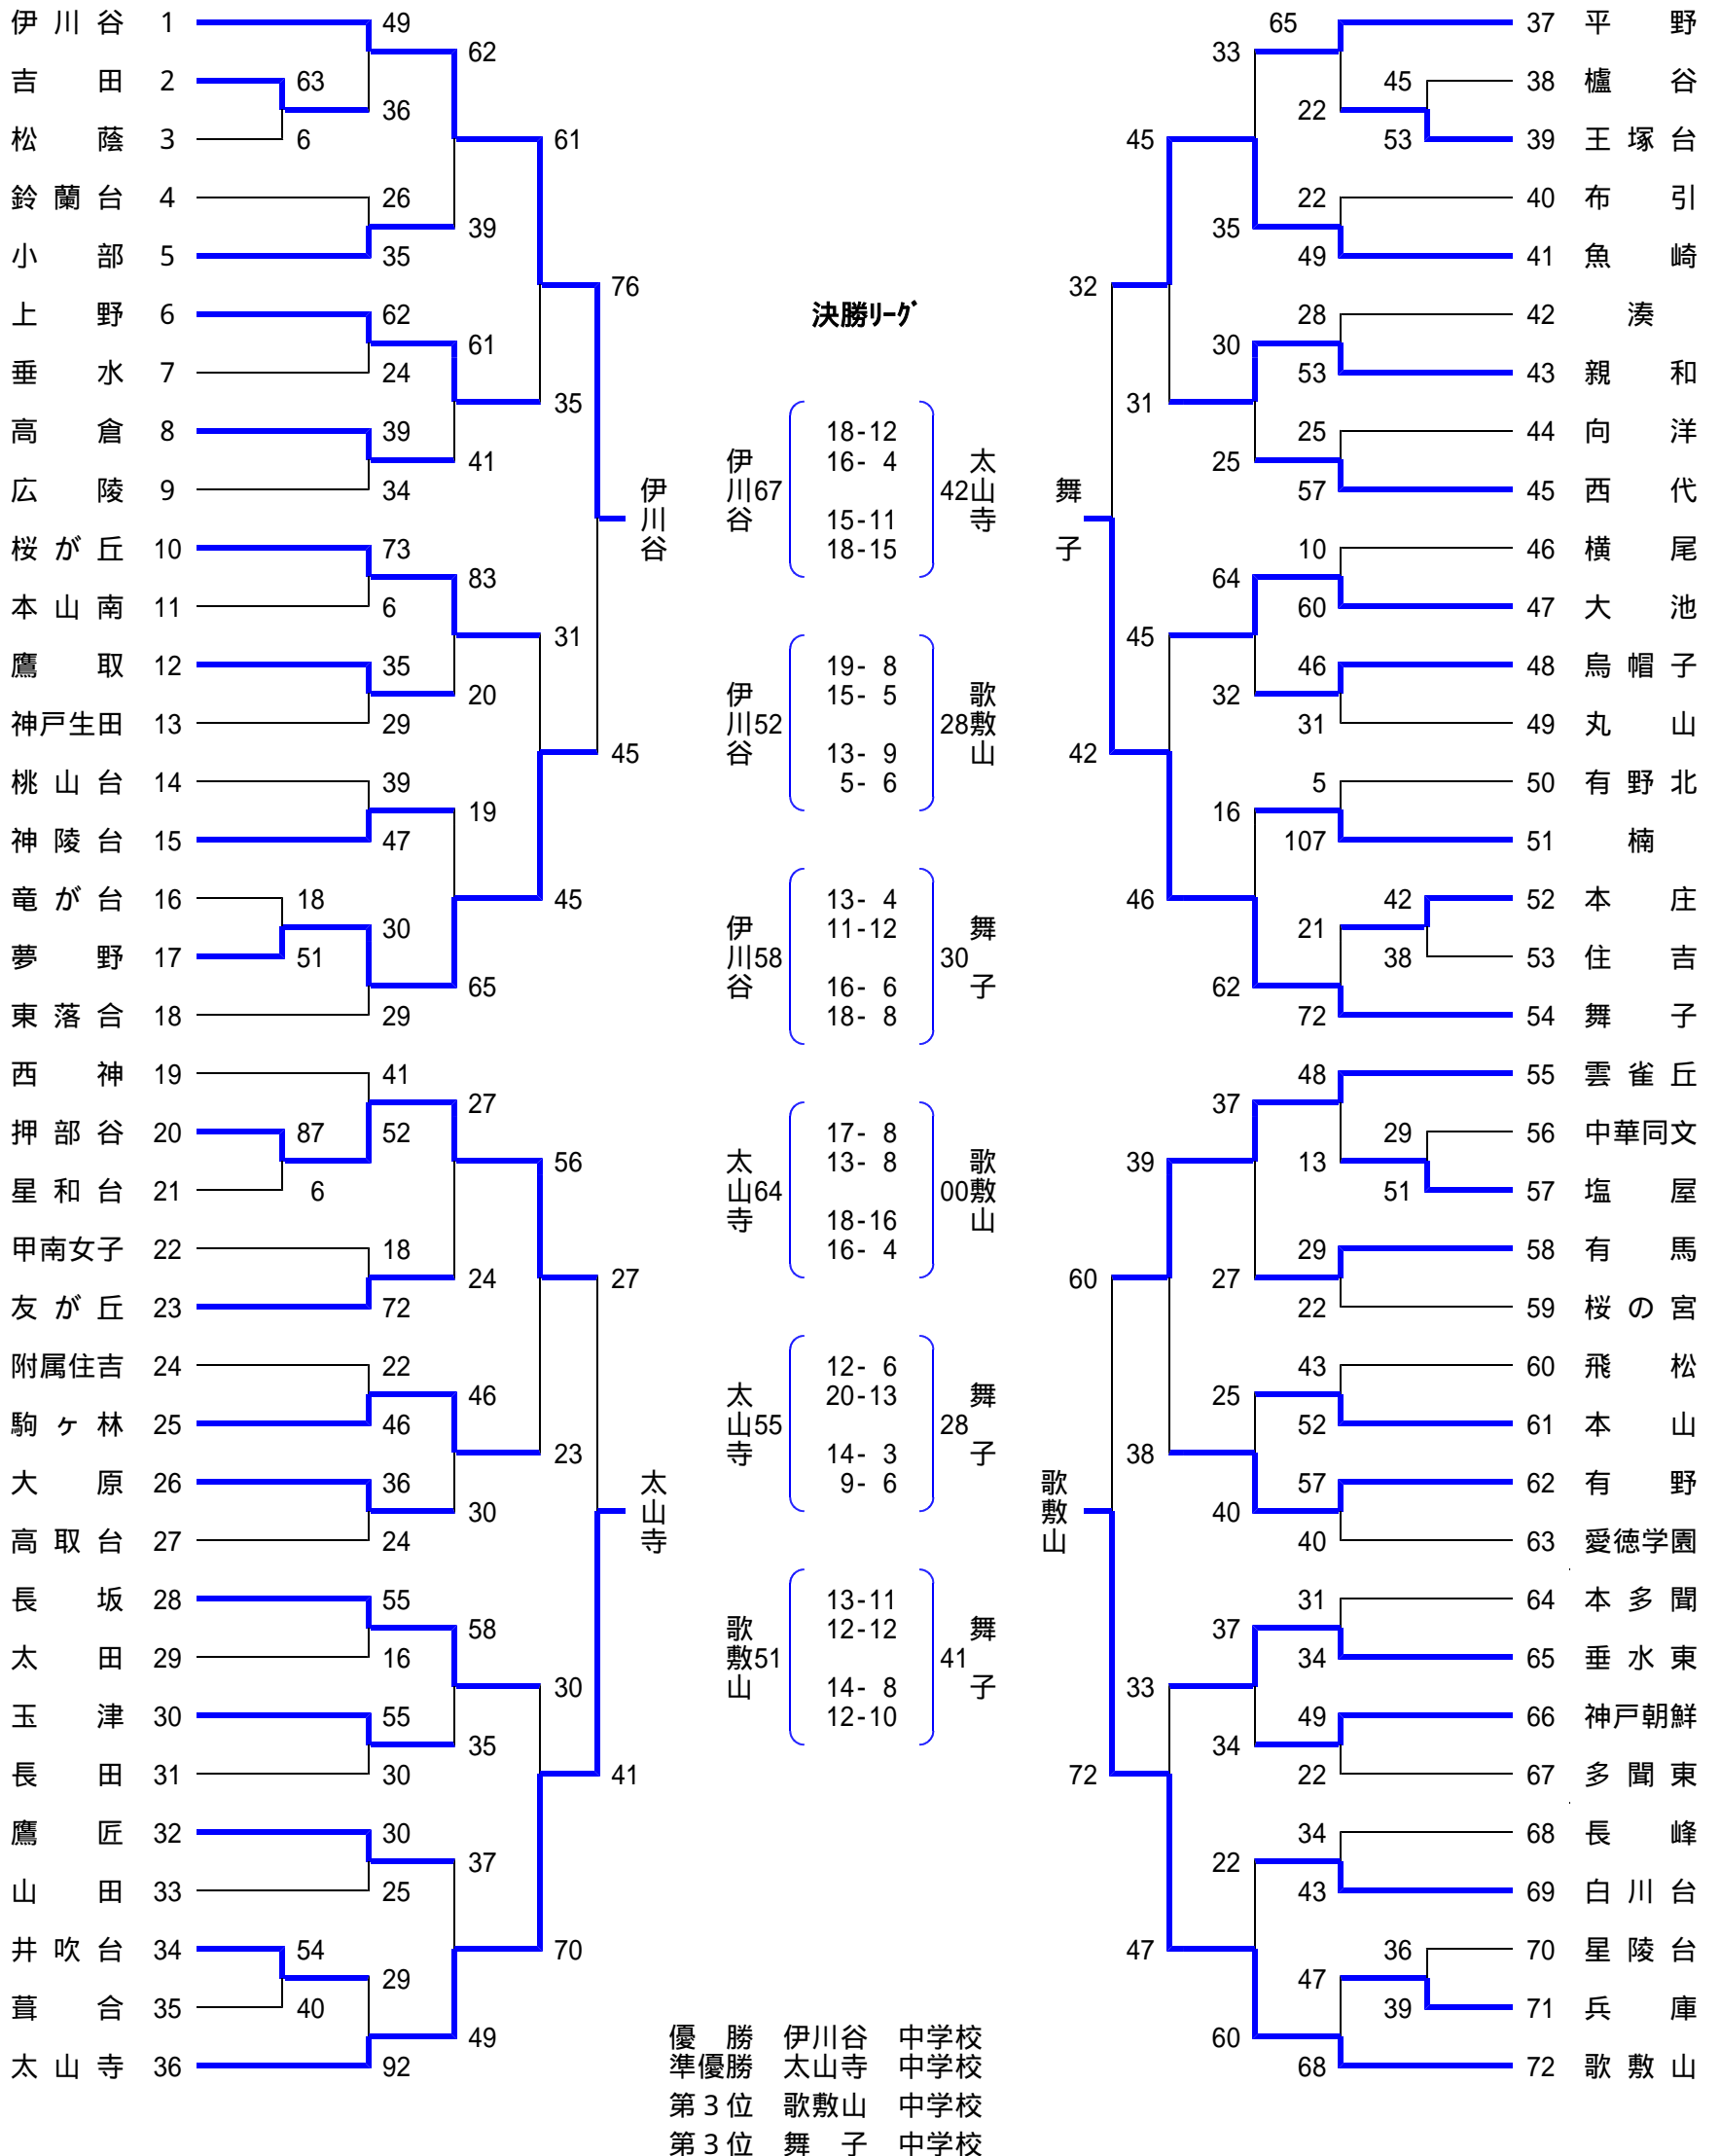 伊川谷 1 49
62
吉田 2 63
36
松蔭 3 6
61
鈴蘭台 4 26
39
小部 5 35
76
上野 6 62
61
垂水 7 24
35
高倉 8 39
41
広陵 9 34
伊川谷
桜が丘 10 73
83
本山南 11 6
31
鷹取 12 35
20
神戸生田 13 29
45
桃山台 14 39
19
神陵台 15 47
竜が台 16 18
45
30
夢野 17 51
65
東落合 18 29
西神 19 41
27
押部谷 20 87 52
56
星和台 21 6
甲南女子 22 18
24 27
友が丘 23 72
附属住吉 24 22
46
駒ヶ林 25 46
23
大原 26 36
30
太山寺
高取台 27 24
長坂 28 55
58
太田 29 16
30
玉津 30 55
35
長田 31 30
41
鷹匠 32 30
37
山田 33 25
井吹台 34 54
70
29
葺合 35 40
49
太山寺 36 92
決勝リーグ
伊川谷 67
18-12
16- 4
15-11
18-15
42 太山寺
伊川谷 52
19- 8
15- 5
13- 9
5- 6
28 歌敷山
伊川谷 58
13- 4
11-12
16- 6
18- 8
30 舞子
太山寺 64
17- 8
13- 8
18-16
16- 4
00 歌敷山
太山寺 55
12- 6
20-13
14- 3
9- 6
28 舞子
歌敷山 51
13-11
12-12
14- 8
12-10
41 舞子
65 37 平野
33
45 38 櫨谷
22
53 39 王塚台
45
22 40 布引
35
49 41 魚崎
32
28 42 湊
30
53 43 親和
31
25 44 向洋
25
57 45 西代
舞子
10 46 横尾
64
60 47 大池
45
46 48 烏帽子
32
31 49 丸山
42
5 50 有野北
16
107 51 楠
42 52 本庄
46
21
38 53 住吉
62
72 54 舞子
48 55 雲雀丘
37
29 56 中華同文
39
13
51 57 塩屋
29 58 有馬
60 27
22 59 桜の宮
43 60 飛松
25
52 61 本山
38
57 62 有野
40
歌敷山
40 63 愛徳学園
31 64 本多聞
37
34 65 垂水東
33
49 66 神戸朝鮮
34
22 67 多聞東
72
34 68 長峰
22
43 69 白川台
36 70 星陵台
47
47
39 71 兵庫
60
68 72 歌敷山
優勝 伊川谷 中学校
準優勝 太山寺 中学校
第3位 歌敷山 中学校
第3位 舞子 中学校